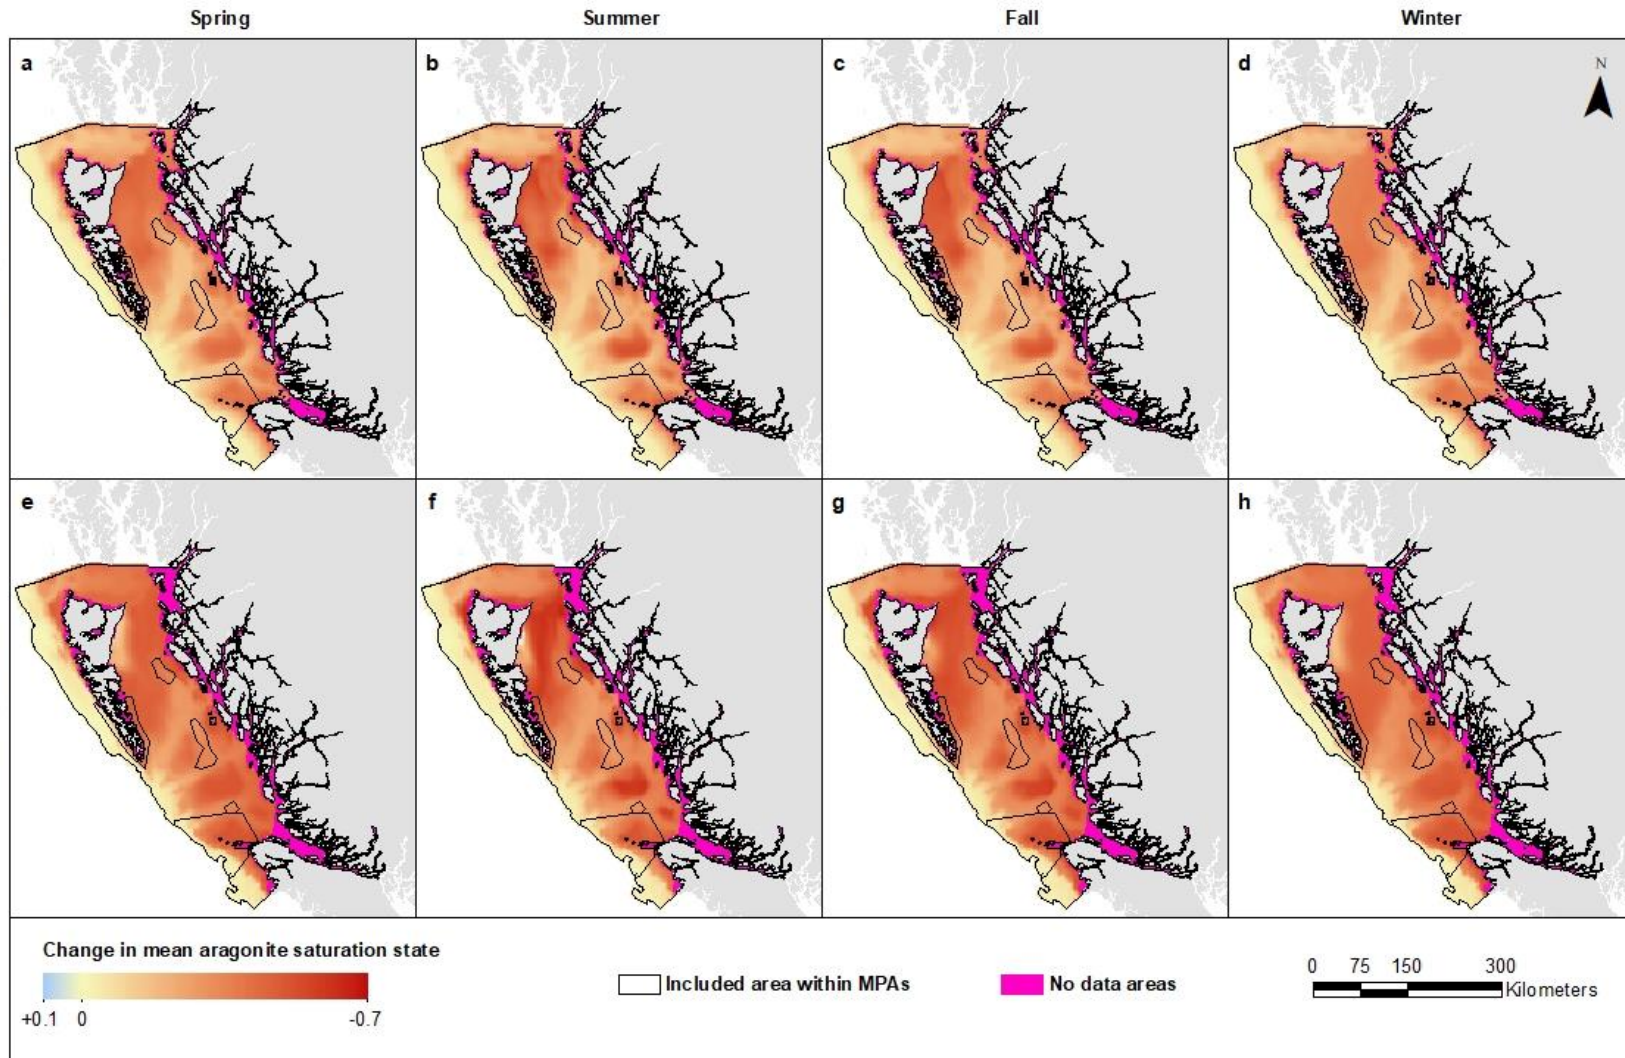 Spring Summer Fall Winter
a b c d
N
e f g h
Change in mean aragonite saturation state
+0.1 0 -0.7
Included area within MPAs
No data areas
0 75 150 300
Kilometers